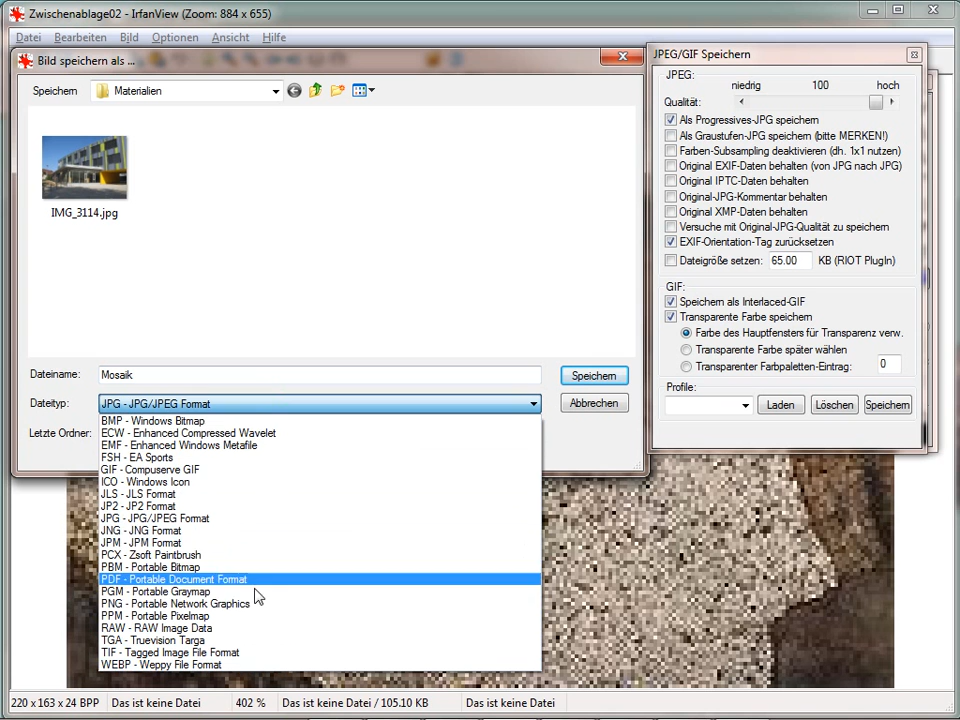 Zwischenablage02 - IrfanView (Zoom: 884 x 655)
Datei Bearbeiten Bild Optionen Ansicht Hilfe
Bild speichern als ...
Speichern
Materialien
IMG_3114.jpg
Dateiname:
Mosaik
Speichern
Dateityp:
JPG - JPG/JPEG Format
Abbrechen
Letzte Ordner:
BMP - Windows Bitmap
ECW - Enhanced Compressed Wavelet
EMF - Enhanced Windows Metafile
FSH - EA Sports
GIF - Compuserve GIF
ICO - Windows Icon
JLS - JLS Format
JP2 - JP2 Format
JPG - JPG/JPEG Format
JNG - JNG Format
JPM - JPM Format
PCX - Zsoft Paintbrush
PBM - Portable Bitmap
PDF - Portable Document Format
PGM - Portable Graymap
PNG - Portable Network Graphics
PPM - Portable Pixelmap
RAW - RAW Image Data
TGA - Truevision Targa
TIF - Tagged Image File Format
WEBP - Weppy File Format
JPEG/GIF Speichern
JPEG:
niedrig 100 hoch
Qualität:
Als Progressives-JPG speichern
Als Graustufen-JPG speichern (bitte MERKEN!)
Farben-Subsampling deaktivieren (dh. 1x1 nutzen)
Original EXIF-Daten behalten (von JPG nach JPG)
Original IPTC-Daten behalten
Original-JPG-Kommentar behalten
Original XMP-Daten behalten
Versuche mit Original-JPG-Qualität zu speichern
EXIF-Orientation-Tag zurücksetzen
Dateigröße setzen: 65.00 KB (RIOT PlugIn)
GIF:
Speichern als Interlaced-GIF
Transparente Farbe speichern
Farbe des Hauptfensters für Transparenz verw.
Transparente Farbe später wählen
Transparenter Farbpaletten-Eintrag: 0
Profile:
Laden Löschen Speichern
220 x 163 x 24 BPP Das ist keine Datei 402 % Das ist keine Datei / 105.10 KB Das ist keine Datei